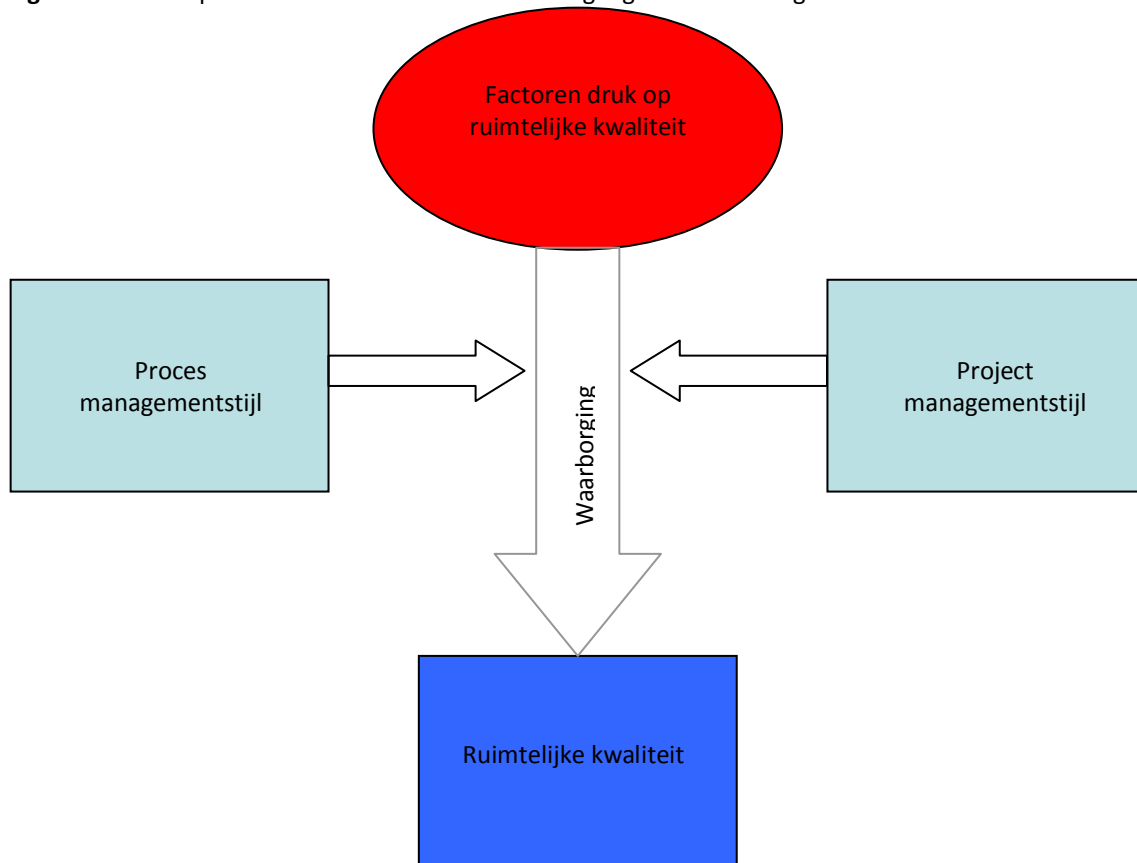 Factoren druk op
ruimtelijke kwaliteit
Proces
managementstijl
Waarborging
Project
managementstijl
Ruimtelijke kwaliteit